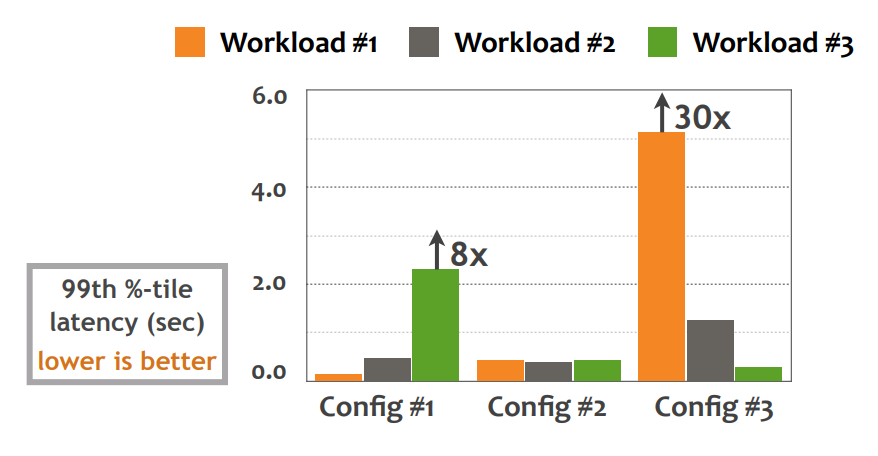 Workload #1 Workload #2 Workload #3
6.0
30x
4.0
8x
2.0
99th %-tile
latency (sec)
lower is better
0.0
Config #1 Config #2 Config #3